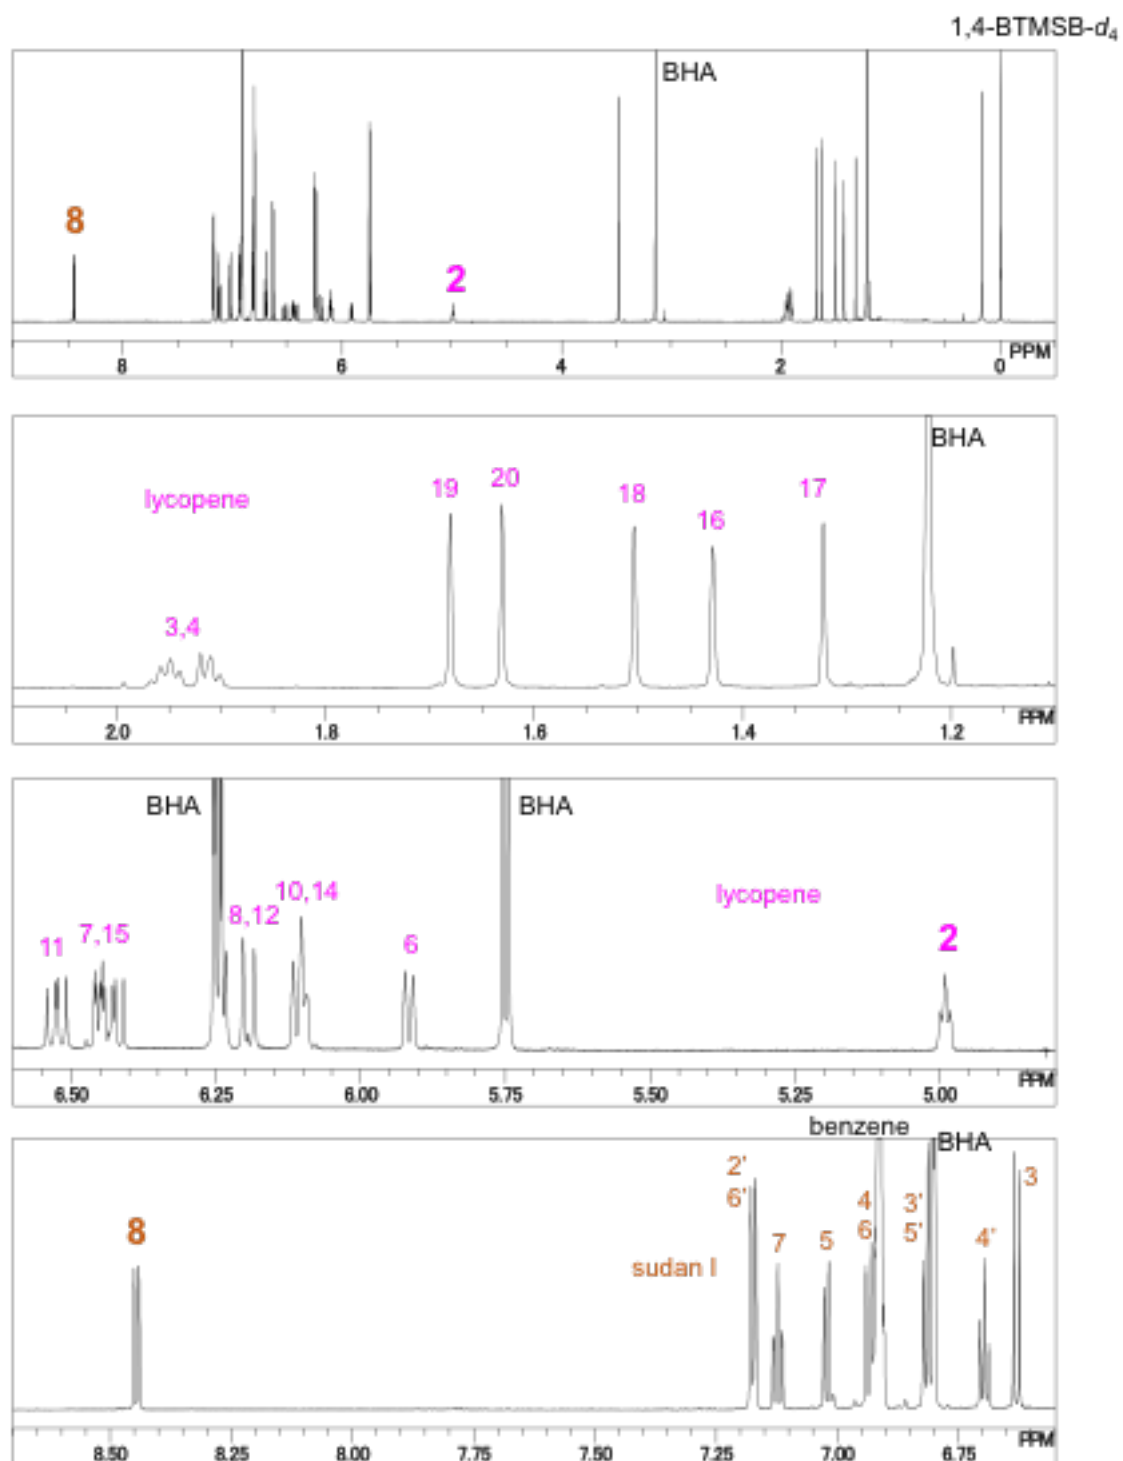 1,4-BTMSB-d4
BHA
8
2
8 6 4 2 0 PPM
BHA
lycopene
19 20 18 16 17
3,4
2.0 1.8 1.6 1.4 1.2 PPM
BHA BHA
10,14
8,12
lycopene
11 7,15 6 2
6.50 6.25 6.00 5.75 5.50 5.25 5.00 PPM
benzene
BHA
2' 6' 4 6 3' 5' 3
8 7 5 4'
sudan I
8.50 8.25 8.00 7.75 7.50 7.25 7.00 6.75 PPM